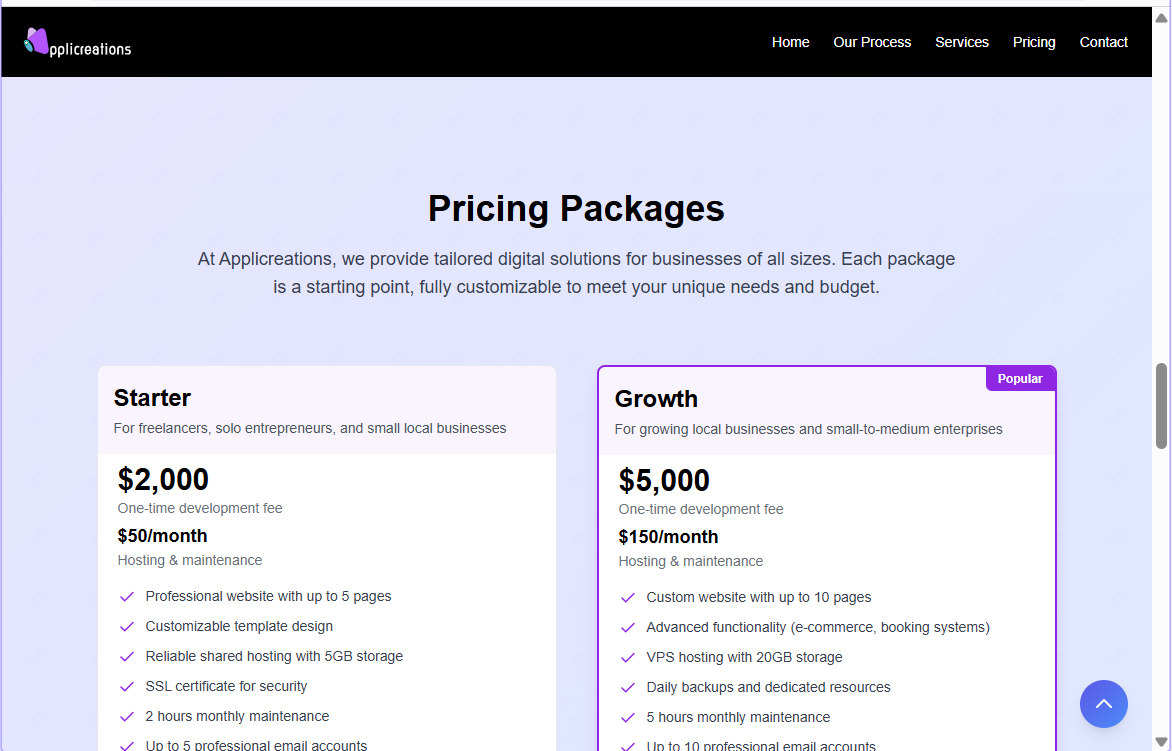 pplicreations
Home
Our Process
Services
Pricing
Contact
Pricing Packages
At Applicreations, we provide tailored digital solutions for businesses of all sizes. Each package
is a starting point, fully customizable to meet your unique needs and budget.
Starter
For freelancers, solo entrepreneurs, and small local businesses
$2,000
One-time development fee
$50/month
Hosting & maintenance
Professional website with up to 5 pages
Customizable template design
Reliable shared hosting with 5GB storage
SSL certificate for security
2 hours monthly maintenance
Up to 5 professional email accounts
Popular
Growth
For growing local businesses and small-to-medium enterprises
$5,000
One-time development fee
$150/month
Hosting & maintenance
Custom website with up to 10 pages
Advanced functionality (e-commerce, booking systems)
VPS hosting with 20GB storage
Daily backups and dedicated resources
5 hours monthly maintenance
Up to 10 professional email accounts